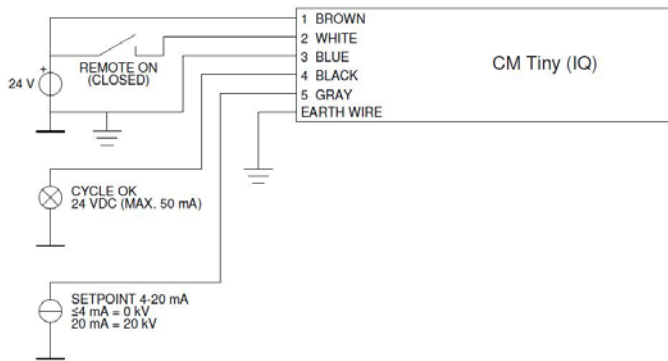 1 BROWN
2 WHITE
3 BLUE
4 BLACK
5 GRAY
EARTH WIRE
CM Tiny (IQ)
REMOTE ON
(CLOSED)
+
24 V
CYCLE OK
24 VDC (MAX. 50 mA)
SETPOINT 4-20 mA
≤4 mA = 0 kV
20 mA = 20 kV